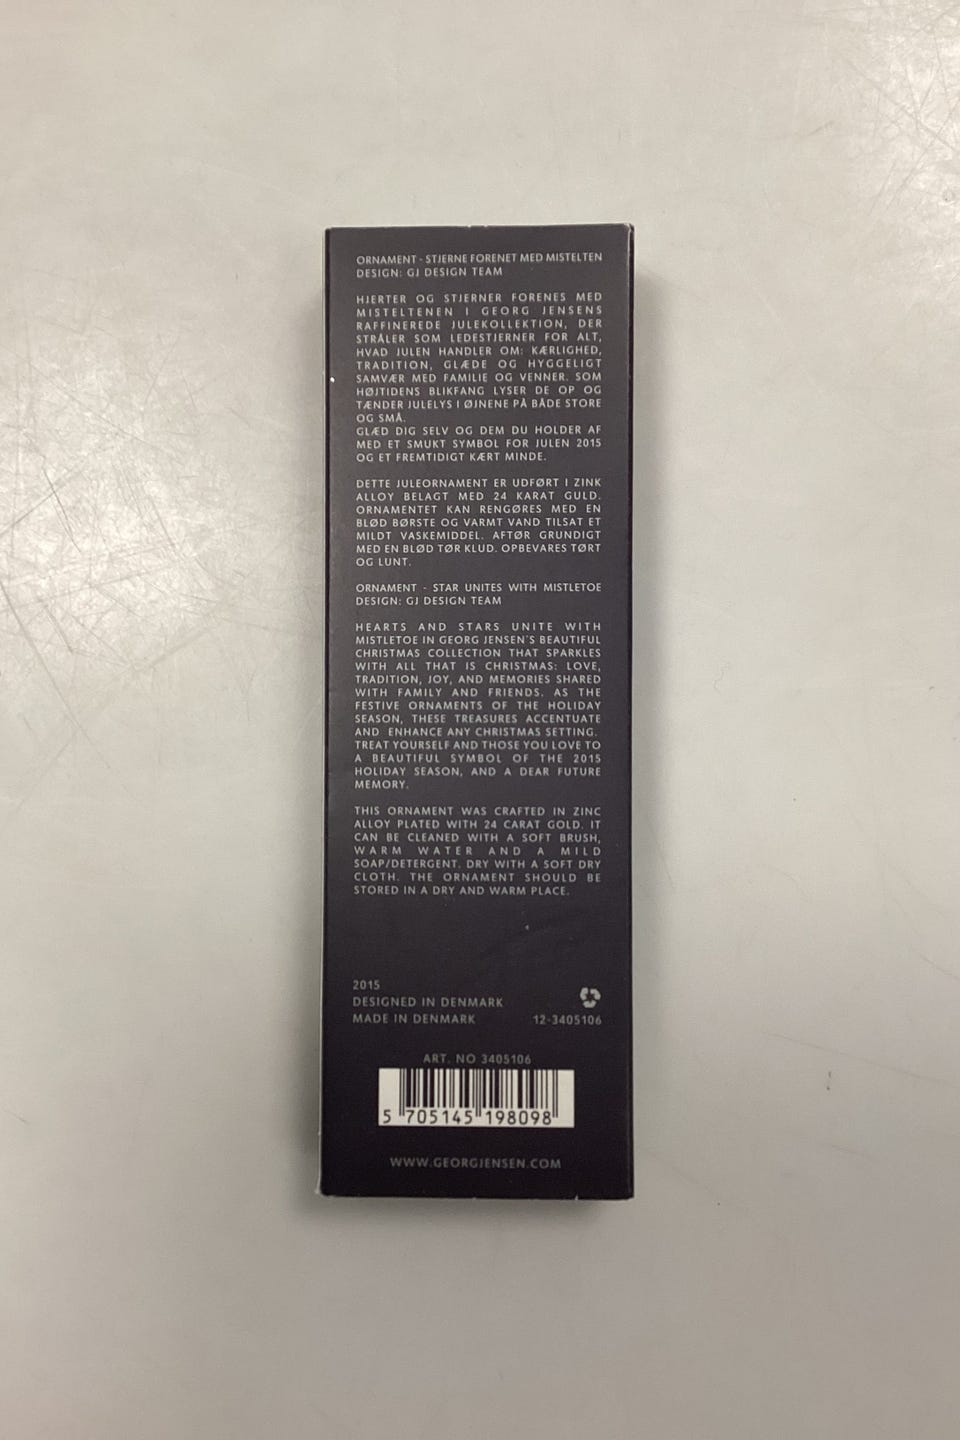 ORNAMENT - STJERNE FORENET MED MISTELTEN
DESIGN: GJ DESIGN TEAM
HJERTER OG STJERNER FORENES MED
MISTELTENEN I GEORG JENSENS
RAFFINEREDE JULEKOLLEKTION, DER
STRÅLER SOM LEDESTJERNER FOR ALT,
HVAD JULEN HANDLER OM: KÆRLIGHED,
TRADITION, GLÆDE OG HYGGELIGT
SAMVÆR MED FAMILIE OG VENNER. SOM
HØJTIDENS BLIKFANG LYSER DE OP OG
TÆNDER JULELYS I ØJNENE PÅ BÅDE STORE
OG SMÅ.
GLÆD DIG SELV OG DEM DU HOLDER AF
MED ET SMUKT SYMBOL FOR JULEN 2015
OG ET FREMTIDIGT KÆRT MINDE.
DETTE JULEORNAMENT ER UDFØRT I ZINK
ALLOY BELAGT MED 24 KARAT GULD.
ORNAMENTET KAN RENGØRES MED EN
BLØD BØRSTE OG VARMT VAND TILSAT ET
MILDT VASKEMIDDEL. AFTØR GRUNDIGT
MED EN BLØD TØR KLUD. OPBEVARES TØRT
OG LUNT.
ORNAMENT - STAR UNITES WITH MISTLETOE
DESIGN: GJ DESIGN TEAM
HEARTS AND STARS UNITE WITH
MISTLETOE IN GEORG JENSEN'S BEAUTIFUL
CHRISTMAS COLLECTION THAT SPARKLES
WITH ALL THAT IS CHRISTMAS: LOVE,
TRADITION, JOY, AND MEMORIES SHARED
WITH FAMILY AND FRIENDS. AS THE
FESTIVE ORNAMENTS OF THE HOLIDAY
SEASON, THESE TREASURES ACCENTUATE
AND ENHANCE ANY CHRISTMAS SETTING.
TREAT YOURSELF AND THOSE YOU LOVE TO
A BEAUTIFUL SYMBOL OF THE 2015
HOLIDAY SEASON, AND A DEAR FUTURE
MEMORY.
THIS ORNAMENT WAS CRAFTED IN ZINC
ALLOY PLATED WITH 24 CARAT GOLD. IT
CAN BE CLEANED WITH A SOFT BRUSH,
WARM WATER AND A MILD
SOAP/DETERGENT. DRY WITH A SOFT DRY
CLOTH. THE ORNAMENT SHOULD BE
STORED IN A DRY AND WARM PLACE.
2015
DESIGNED IN DENMARK
MADE IN DENMARK
12-3405106
ART. NO 3405106
5 705145 198098
WWW.GEORGJENSEN.COM